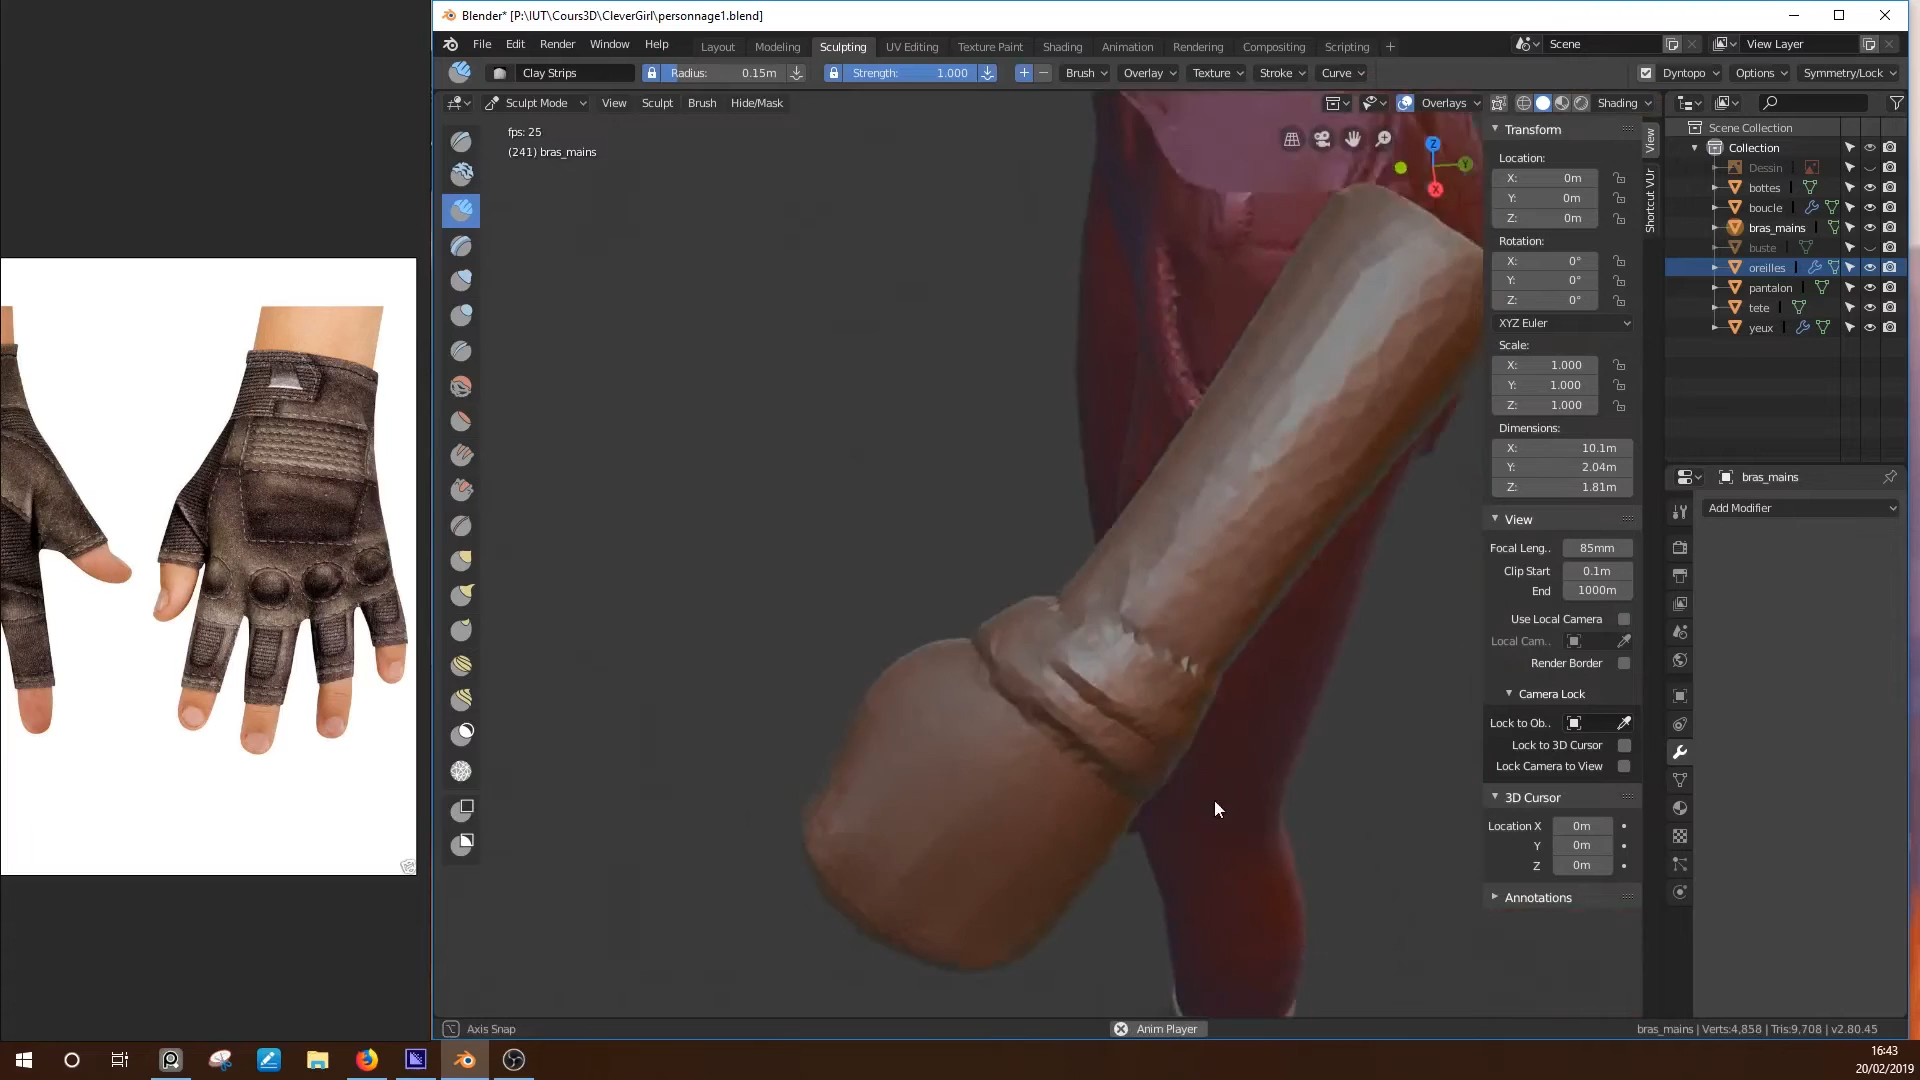 Blender* [P:\IUT\Cours3D\CleverGirl\personnage1.blend]
File Edit Render Window Help Layout Modeling Sculpting UV Editing Texture Paint Shading Animation Rendering Compositing Scripting + Scene View Layer
Clay Strips Radius: 0.15m Strength: 1.000 Brush Overlay Texture Stroke Curve Dyntopo Options Symmetry/Lock
Sculpt Mode View Sculpt Brush Hide/Mask Overlays Shading
fps: 25
(241) bras_mains
Z
Y
X
Transform
Location:
X: 0m
Y: 0m
Z: 0m
Rotation:
X: 0°
Y: 0°
Z: 0°
XYZ Euler
Scale:
X: 1.000
Y: 1.000
Z: 1.000
Dimensions:
X: 10.1m
Y: 2.04m
Z: 1.81m
View
Focal Leng.. 85mm
Clip Start 0.1m
End 1000m
Use Local Camera
Local Cam..
Render Border
Camera Lock
Lock to Ob..
Lock to 3D Cursor
Lock Camera to View
3D Cursor
Location X 0m
Y 0m
Z 0m
Annotations
View
Shortcut VUr
Scene Collection
Collection
Dessin
bottes
boucle
bras_mains
buste
oreilles
pantalon
tete
yeux
bras_mains
Add Modifier
Axis Snap
Anim Player
bras_mains | Verts:4,858 | Tris:9,708 | v2.80.45
16:43
20/02/2019